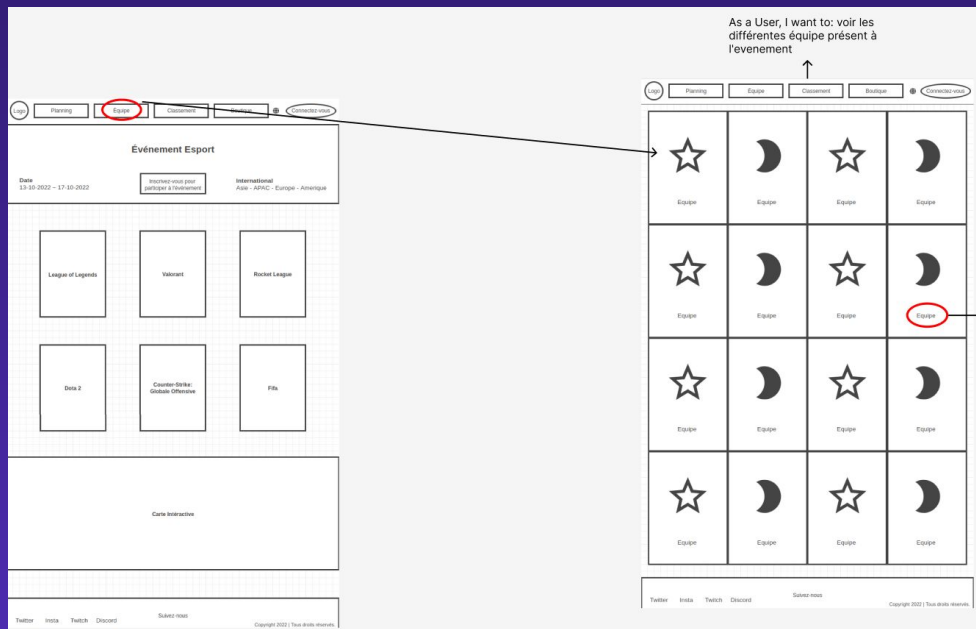 As a User, I want to: voir les
différentes équipe présent à
l'evenement
Logo Planning Équipe Classement Boutique Connectez-vous
Événement Esport
Date
13-10-2022 – 17-10-2022
Inscrivez-vous pour
participer à l'événement
International
Asie - APAC - Europe - Amerique
League of Legends Valorant Rocket League
Dota 2
Counter-Strike:
Globale Offensive
Fifa
Carte Intéractive
Suivez-nous
Twitter Insta Twitch Discord
Copyright 2022 | Tous droits réservés.
Logo Planning Équipe Classement Boutique Connectez-vous
Equipe Equipe Equipe Equipe
Equipe Equipe Equipe Equipe
Equipe Equipe Equipe Equipe
Equipe Equipe Equipe Equipe
Suivez-nous
Twitter Insta Twitch Discord
Copyright 2022 | Tous droits réservés.